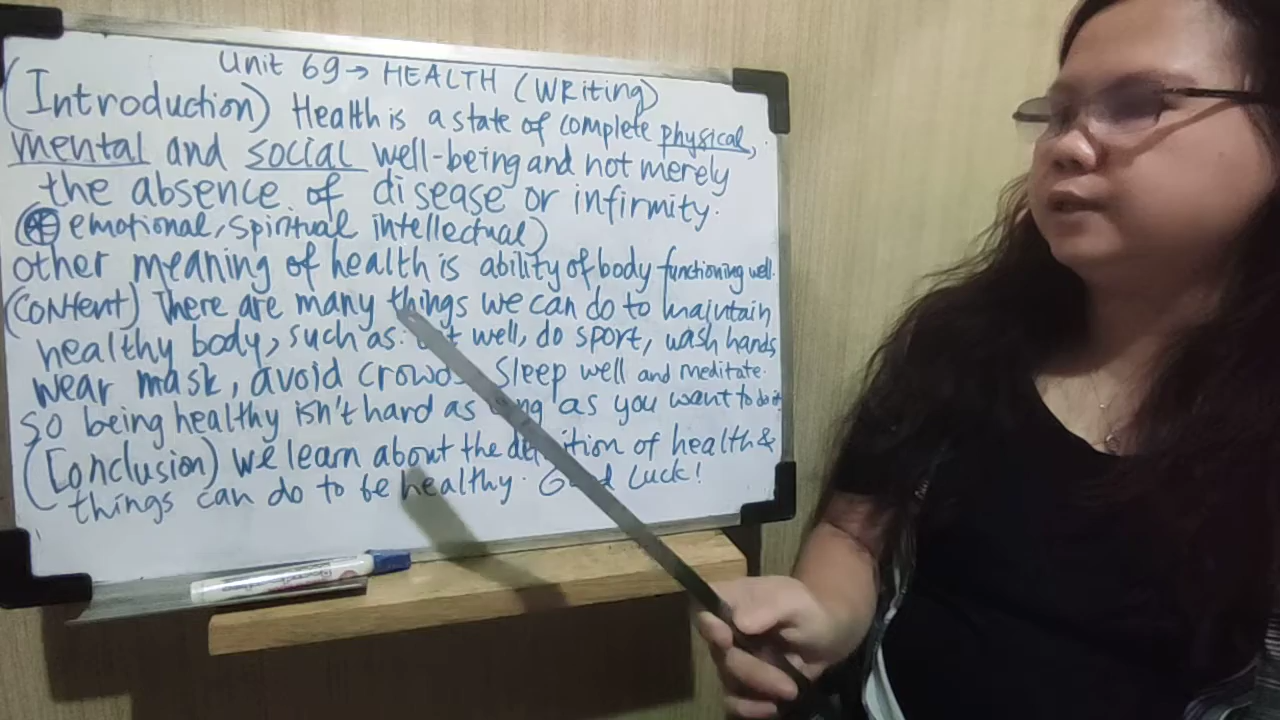 Unit 69 → HEALTH (WRiting)
(Introduction) Health is a state of complete physical,
mental and social well-being and not merely
the absence of disease or infirmity.
(emotional, spiritual intellectual)
other meaning of health is ability of body functioning well.
(CONtent) There are many things we can do to maintain
healthy body, such as: well, do sport, wash hands
wear mask, avoid crowds. Sleep well and meditate.
So being healthy isn't hard as as you want to do it
(Conclusion) we learn about the definition of health &
things can do to be healthy. Good Luck!